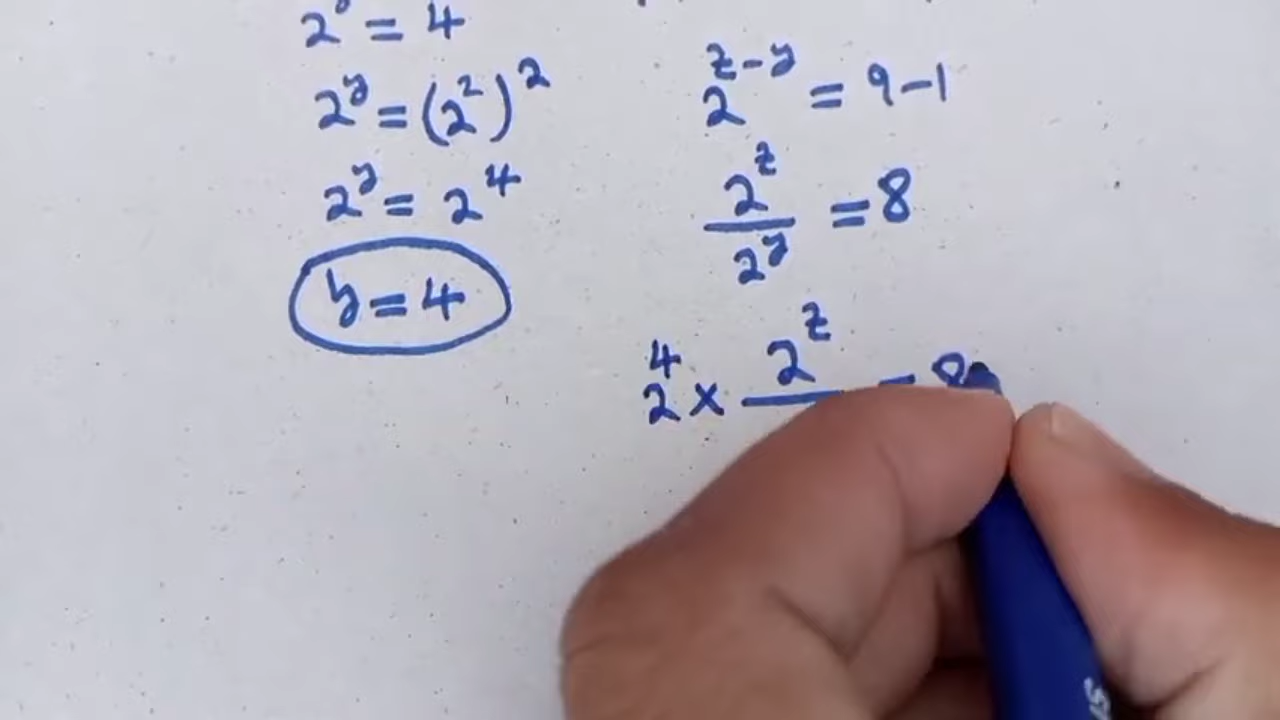 2^y = 4
2^y = (2^2)^2
2^y = 2^4
y = 4
2^{z-y} = 9-1
2^z / 2^y = 8
2^4 × 2^z = 8